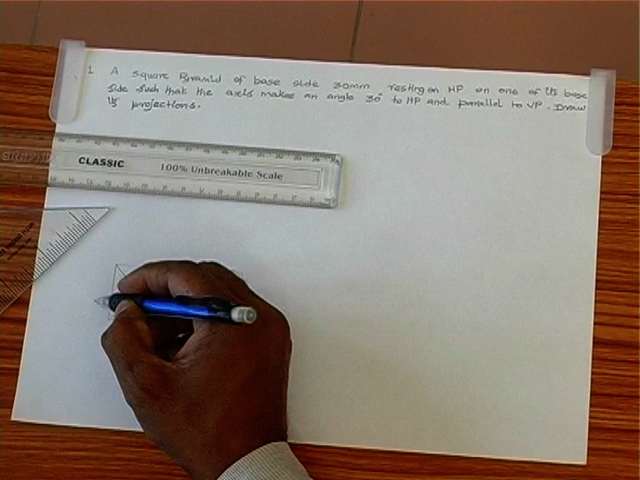 1 A square Pyramid of base side 30mm resting on HP on one of its base
side such that the axis makes an angle 30° to HP and parallel to VP. Draw
its projections.
CLASSIC 100% Unbreakable Scale